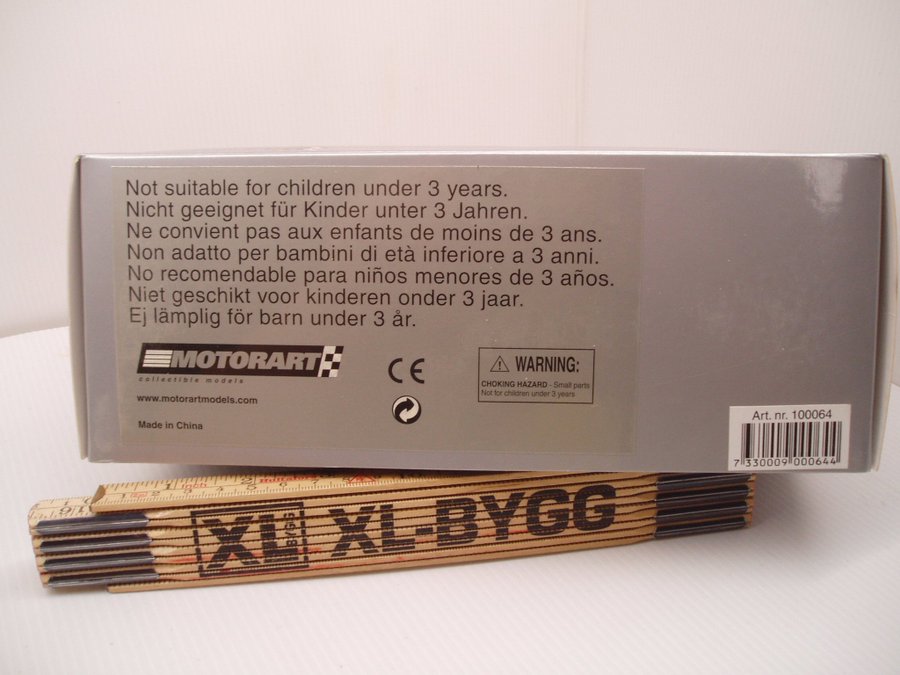 Not suitable for children under 3 years.
Nicht geeignet für Kinder unter 3 Jahren.
Ne convient pas aux enfants de moins de 3 ans.
Non adatto per bambini di età inferiore a 3 anni.
No recomendable para niños menores de 3 años.
Niet geschikt voor kinderen onder 3 jaar.
Ej lämplig för barn under 3 år.
MOTORART
collectible models
www.motorartmodels.com
Made in China
CE
WARNING:
CHOKING HAZARD - Small parts
Not for children under 3 years
Art. nr. 100064
7 330009 000644
XL XL-BYGG